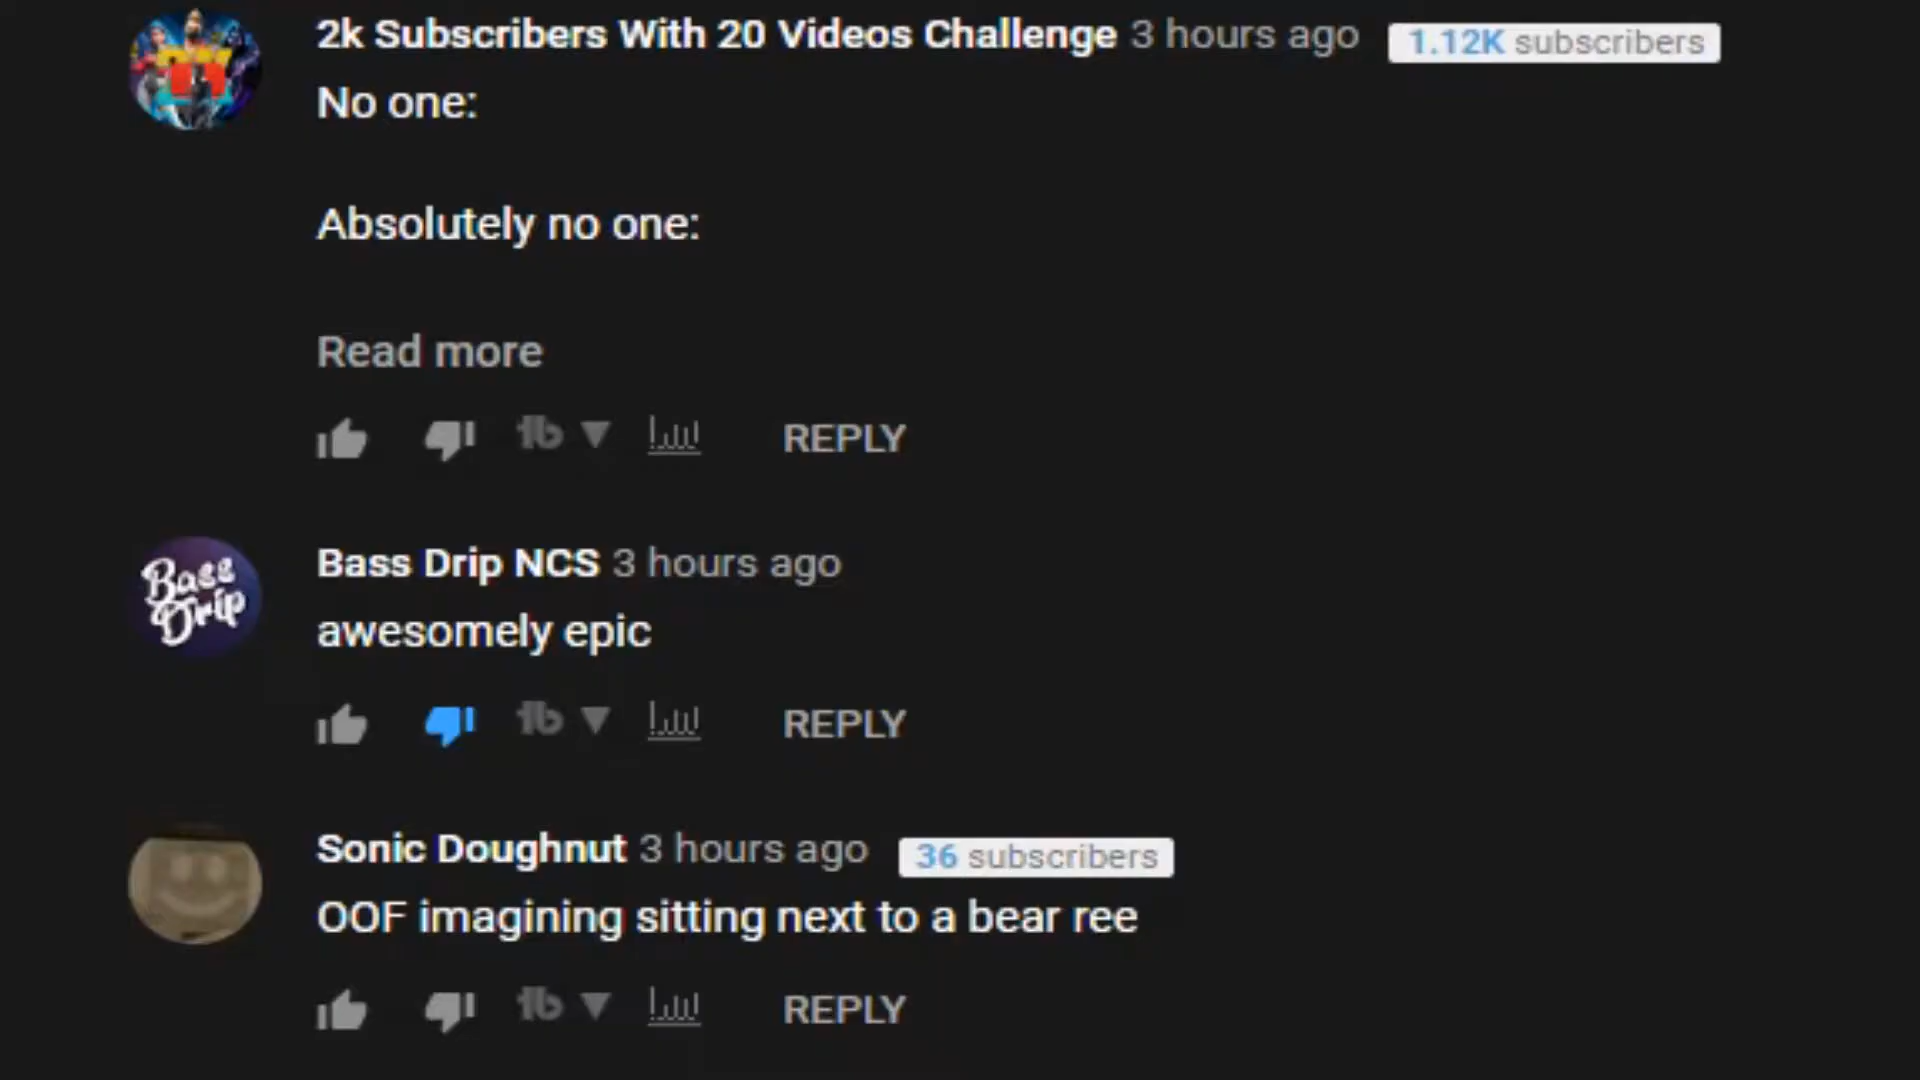 2k Subscribers With 20 Videos Challenge 3 hours ago 1.12K subscribers
No one:
Absolutely no one:
Read more
REPLY
Bass Drip
Bass Drip NCS 3 hours ago
awesomely epic
REPLY
Sonic Doughnut 3 hours ago 36 subscribers
OOF imagining sitting next to a bear ree
REPLY